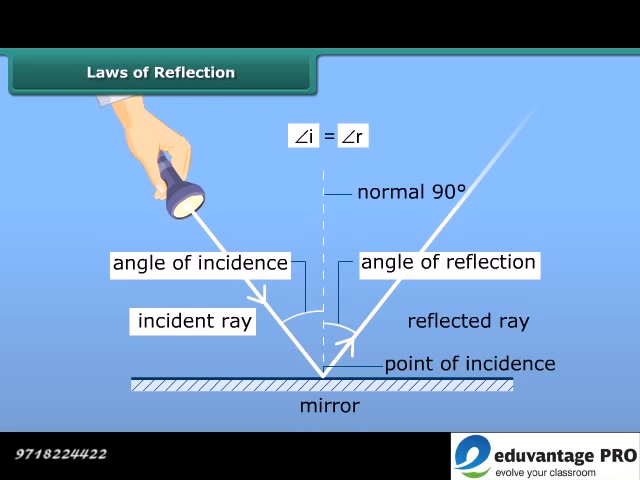 Laws of Reflection
∠i = ∠r
normal 90°
angle of incidence
angle of reflection
incident ray
reflected ray
point of incidence
mirror
9718224422
eduvantage PRO
evolve your classroom